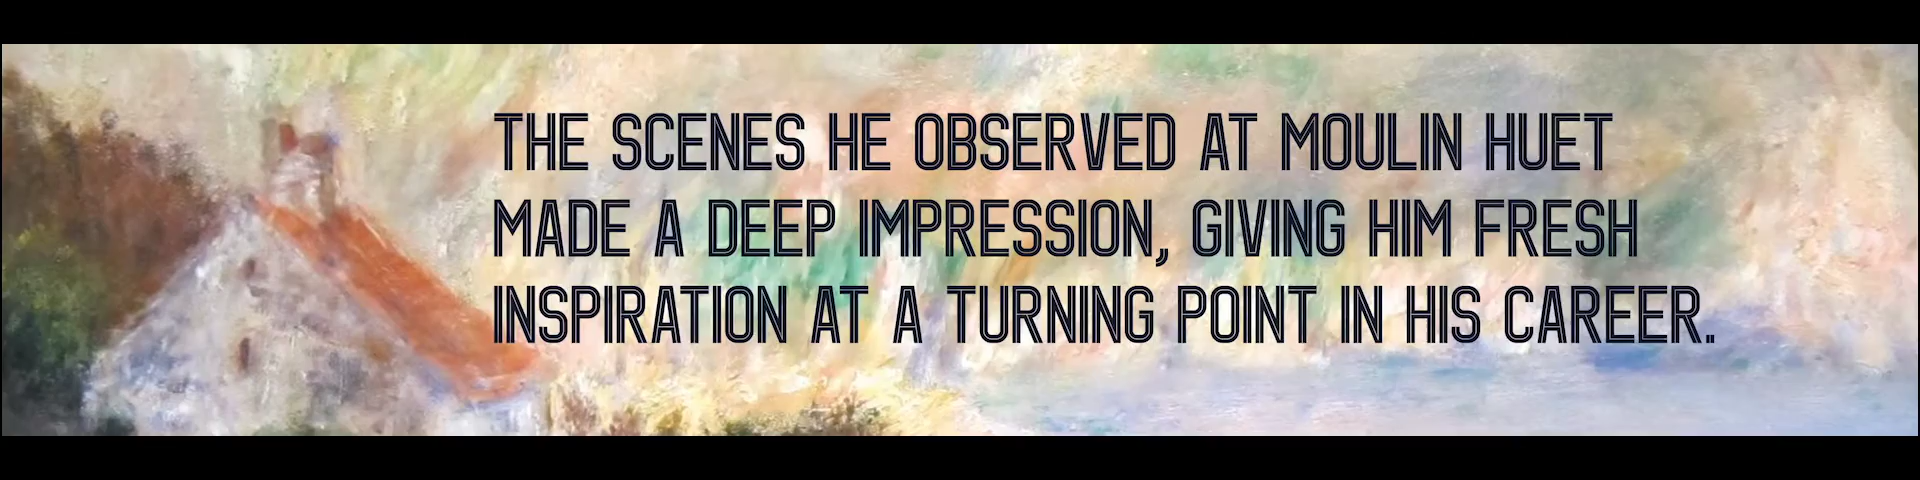 THE SCENES HE OBSERVED AT MOULIN HUET
MADE A DEEP IMPRESSION, GIVING HIM FRESH
INSPIRATION AT A TURNING POINT IN HIS CAREER.